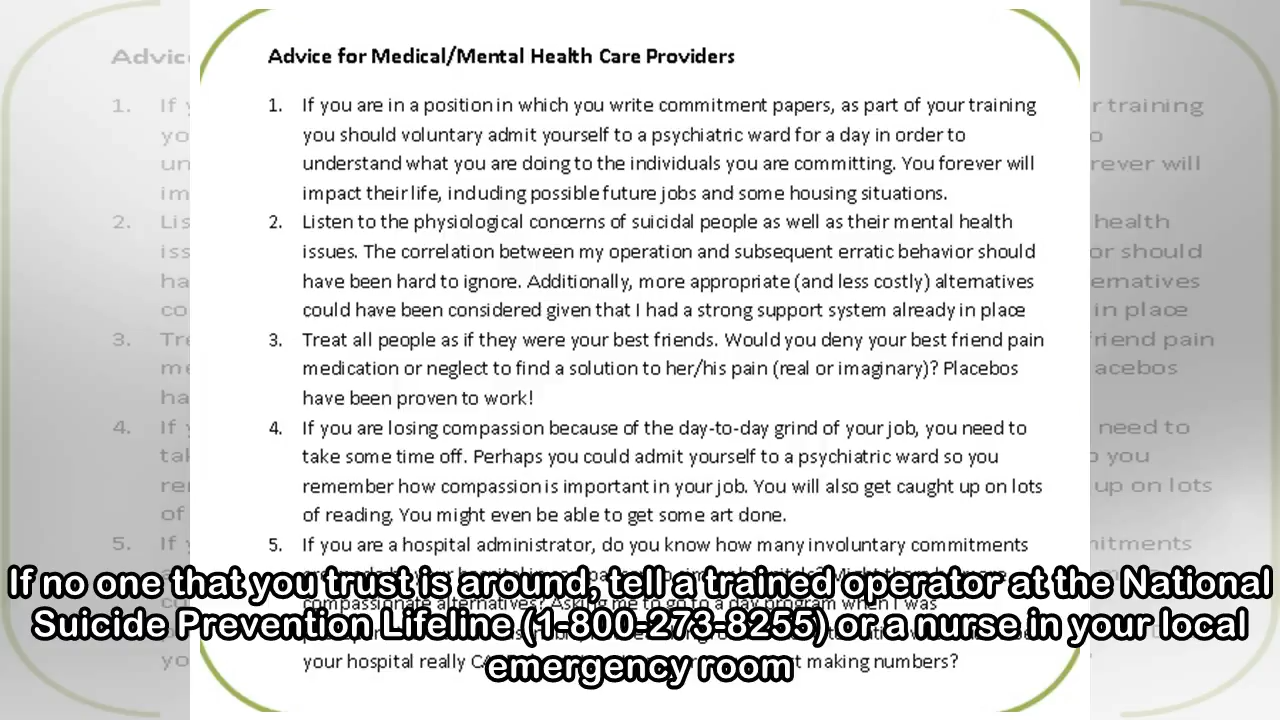 Advice for Medical/Mental Health Care Providers
1. If you are in a position in which you write commitment papers, as part of your training
you should voluntary admit yourself to a psychiatric ward for a day in order to
understand what you are doing to the individuals you are committing. You forever will
impact their life, including possible future jobs and some housing situations.
2. Listen to the physiological concerns of suicidal people as well as their mental health
issues. The correlation between my operation and subsequent erratic behavior should
have been hard to ignore. Additionally, more appropriate (and less costly) alternatives
could have been considered given that I had a strong support system already in place
3. Treat all people as if they were your best friends. Would you deny your best friend pain
medication or neglect to find a solution to her/his pain (real or imaginary)? Placebos
have been proven to work!
4. If you are losing compassion because of the day-to-day grind of your job, you need to
take some time off. Perhaps you could admit yourself to a psychiatric ward so you
remember how compassion is important in your job. You will also get caught up on lots
of reading. You might even be able to get some art done.
5. If you are a hospital administrator, do you know how many involuntary commitments
compassionate alternatives? Asking me to go to a day program when I was
your hospital really making numbers?
If no one that you trust is around, tell a trained operator at the National
Suicide Prevention Lifeline (1-800-273-8255) or a nurse in your local
emergency room